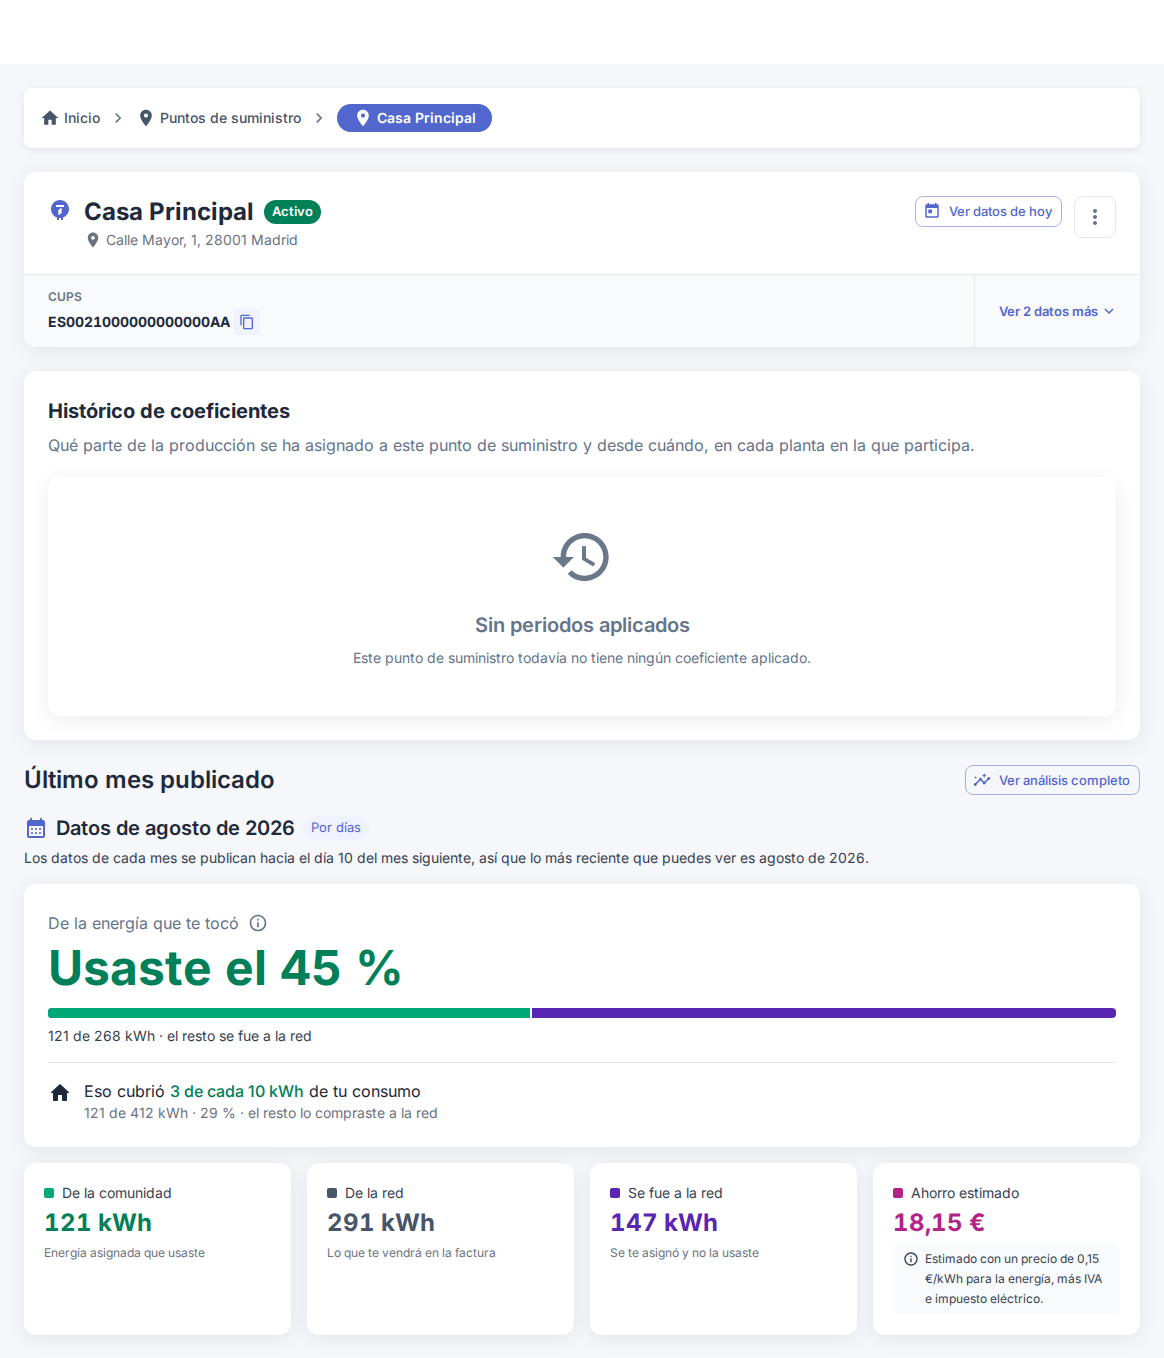 Inicio
Puntos de suministro
Casa Principal
Casa Principal
Activo
Calle Mayor, 1, 28001 Madrid
Ver datos de hoy
CUPS
ES0021000000000000AA
Ver 2 datos más
Histórico de coeficientes
Qué parte de la producción se ha asignado a este punto de suministro y desde cuándo, en cada planta en la que participa.
Sin periodos aplicados
Este punto de suministro todavía no tiene ningún coeficiente aplicado.
Último mes publicado
Ver análisis completo
Datos de agosto de 2026
Por días
Los datos de cada mes se publican hacia el día 10 del mes siguiente, así que lo más reciente que puedes ver es agosto de 2026.
De la energía que te tocó
Usaste el 45 %
121 de 268 kWh · el resto se fue a la red
Eso cubrió 3 de cada 10 kWh de tu consumo
121 de 412 kWh · 29 % · el resto lo compraste a la red
De la comunidad
121 kWh
Energía asignada que usaste
De la red
291 kWh
Lo que te vendrá en la factura
Se fue a la red
147 kWh
Se te asignó y no la usaste
Ahorro estimado
18,15 €
Estimado con un precio de 0,15
€/kWh para la energía, más IVA
e impuesto eléctrico.